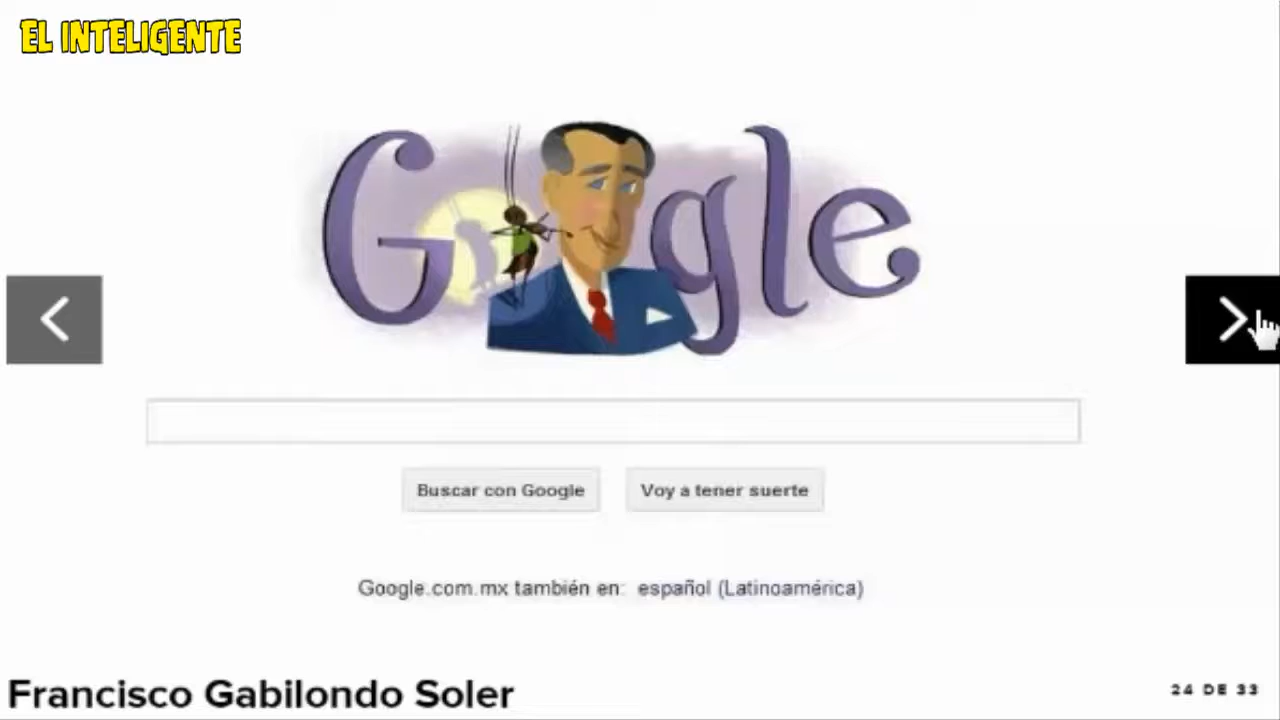 EL INTELIGENTE
Google
Buscar con Google
Voy a tener suerte
Google.com.mx también en: español (Latinoamérica)
Francisco Gabilondo Soler
24 DE 33